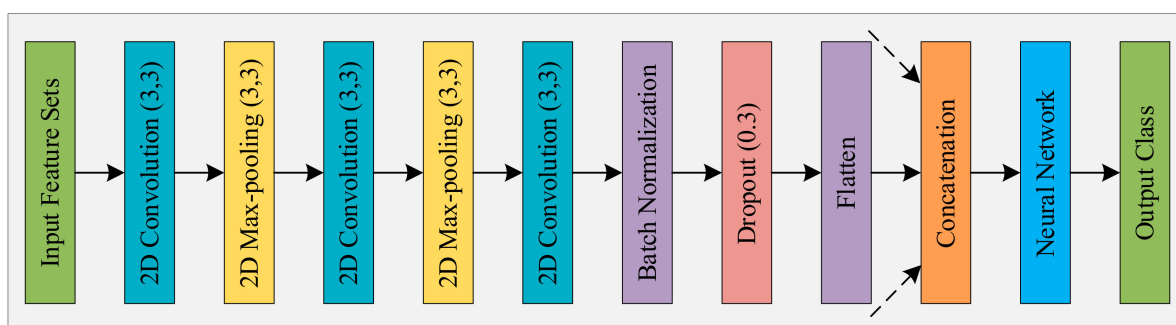 Input Feature Sets
2D Convolution (3,3)
2D Max-pooling (3,3)
2D Convolution (3,3)
2D Max-pooling (3,3)
2D Convolution (3,3)
Batch Normalization
Dropout (0.3)
Flatten
Concatenation
Neural Network
Output Class